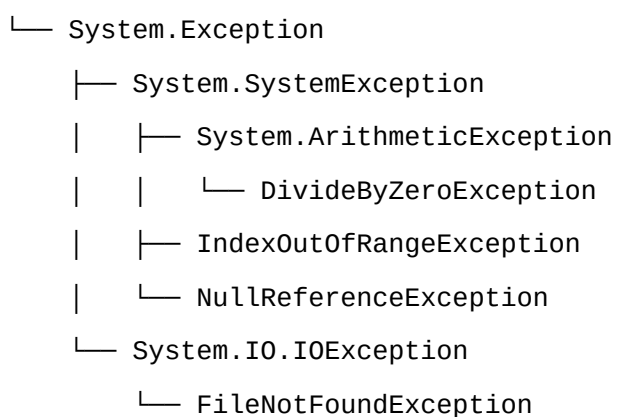 └── System.Exception
    ├── System.SystemException
    │   ├── System.ArithmeticException
    │   │   └── DivideByZeroException
    │   ├── IndexOutOfRangeException
    │   └── NullReferenceException
    └── System.IO.IOException
        └── FileNotFoundException